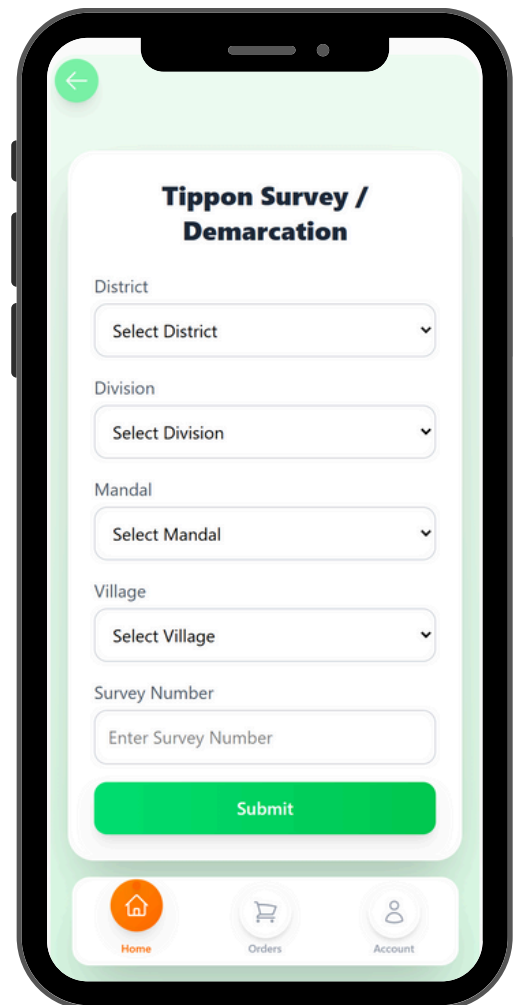 Tippon Survey /
Demarcation
District
Select District
Division
Select Division
Mandal
Select Mandal
Village
Select Village
Survey Number
Enter Survey Number
Submit
Home
Orders
Account